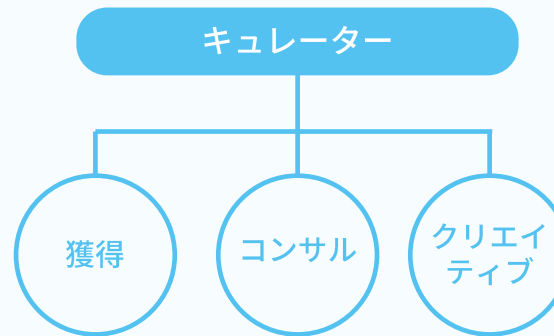 キュレーター
獲得
コンサル
クリエイ
ティブ